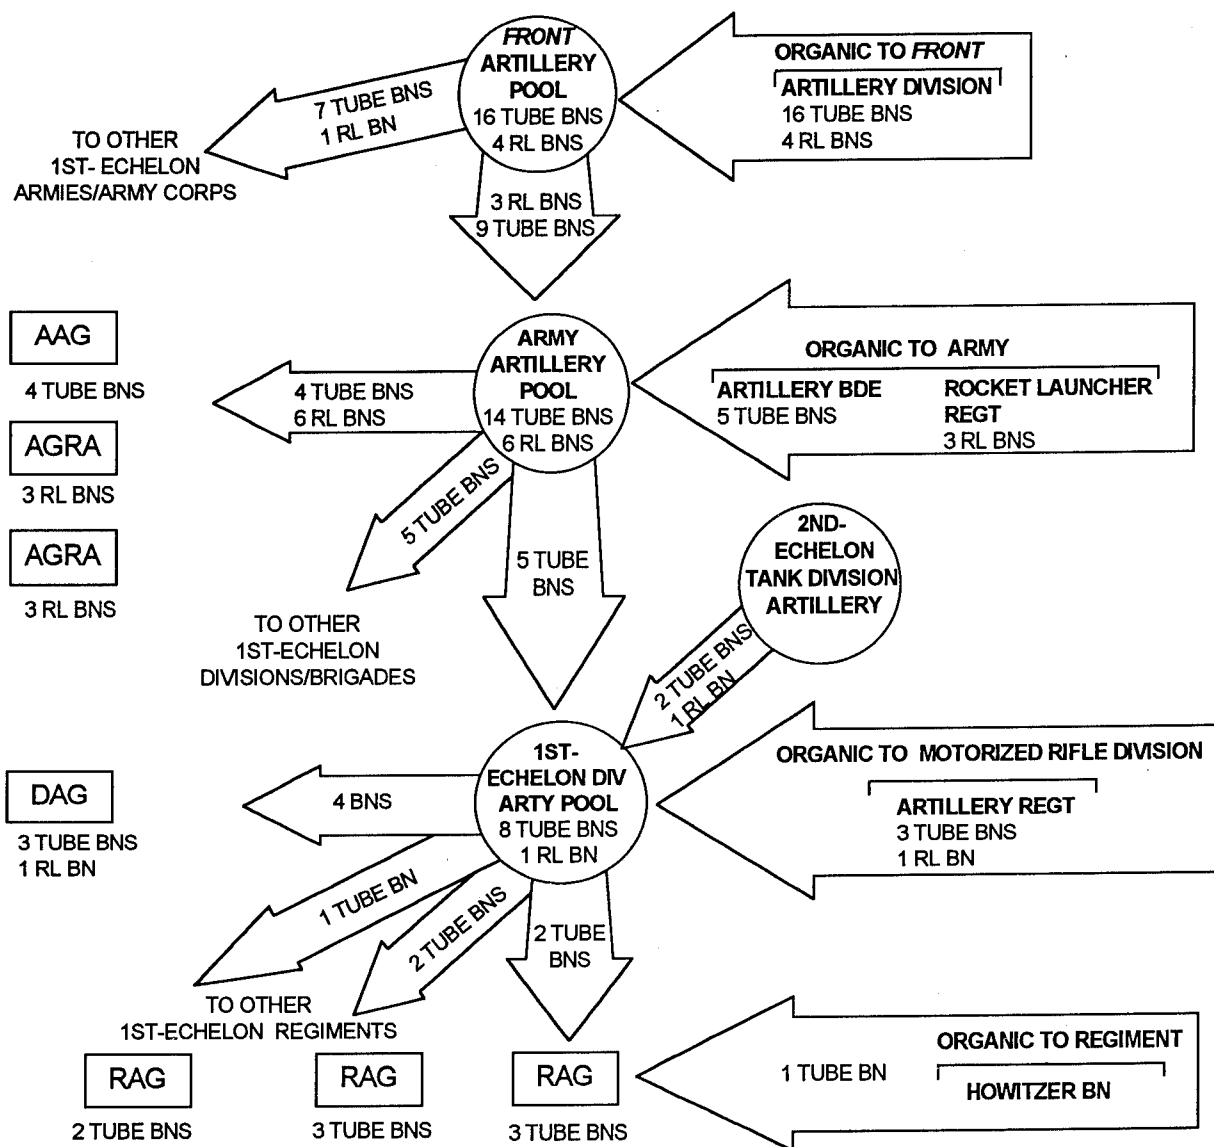 FRONT
ARTILLERY
POOL
16 TUBE BNS
4 RL BNS
ORGANIC TO FRONT
ARTILLERY DIVISION
16 TUBE BNS
4 RL BNS
7 TUBE BNS
1 RL BN
TO OTHER
1ST- ECHELON
ARMIES/ARMY CORPS
3 RL BNS
9 TUBE BNS
AAG
4 TUBE BNS
AGRA
3 RL BNS
AGRA
3 RL BNS
4 TUBE BNS
6 RL BNS
ARMY
ARTILLERY
POOL
14 TUBE BNS
6 RL BNS
ORGANIC TO ARMY
ARTILLERY BDE
5 TUBE BNS
ROCKET LAUNCHER
REGT
3 RL BNS
5 TUBE BNS
TO OTHER
1ST-ECHELON
DIVISIONS/BRIGADES
5 TUBE
BNS
2ND-
ECHELON
TANK DIVISION
ARTILLERY
2 TUBE BNS
1 RL BN
DAG
3 TUBE BNS
1 RL BN
4 BNS
1ST-
ECHELON DIV
ARTY POOL
8 TUBE BNS
1 RL BN
ORGANIC TO MOTORIZED RIFLE DIVISION
ARTILLERY REGT
3 TUBE BNS
1 RL BN
1 TUBE BN
2 TUBE BNS
2 TUBE
BNS
TO OTHER
1ST-ECHELON REGIMENTS
RAG
2 TUBE BNS
RAG
3 TUBE BNS
RAG
3 TUBE BNS
1 TUBE BN
ORGANIC TO REGIMENT
HOWITZER BN